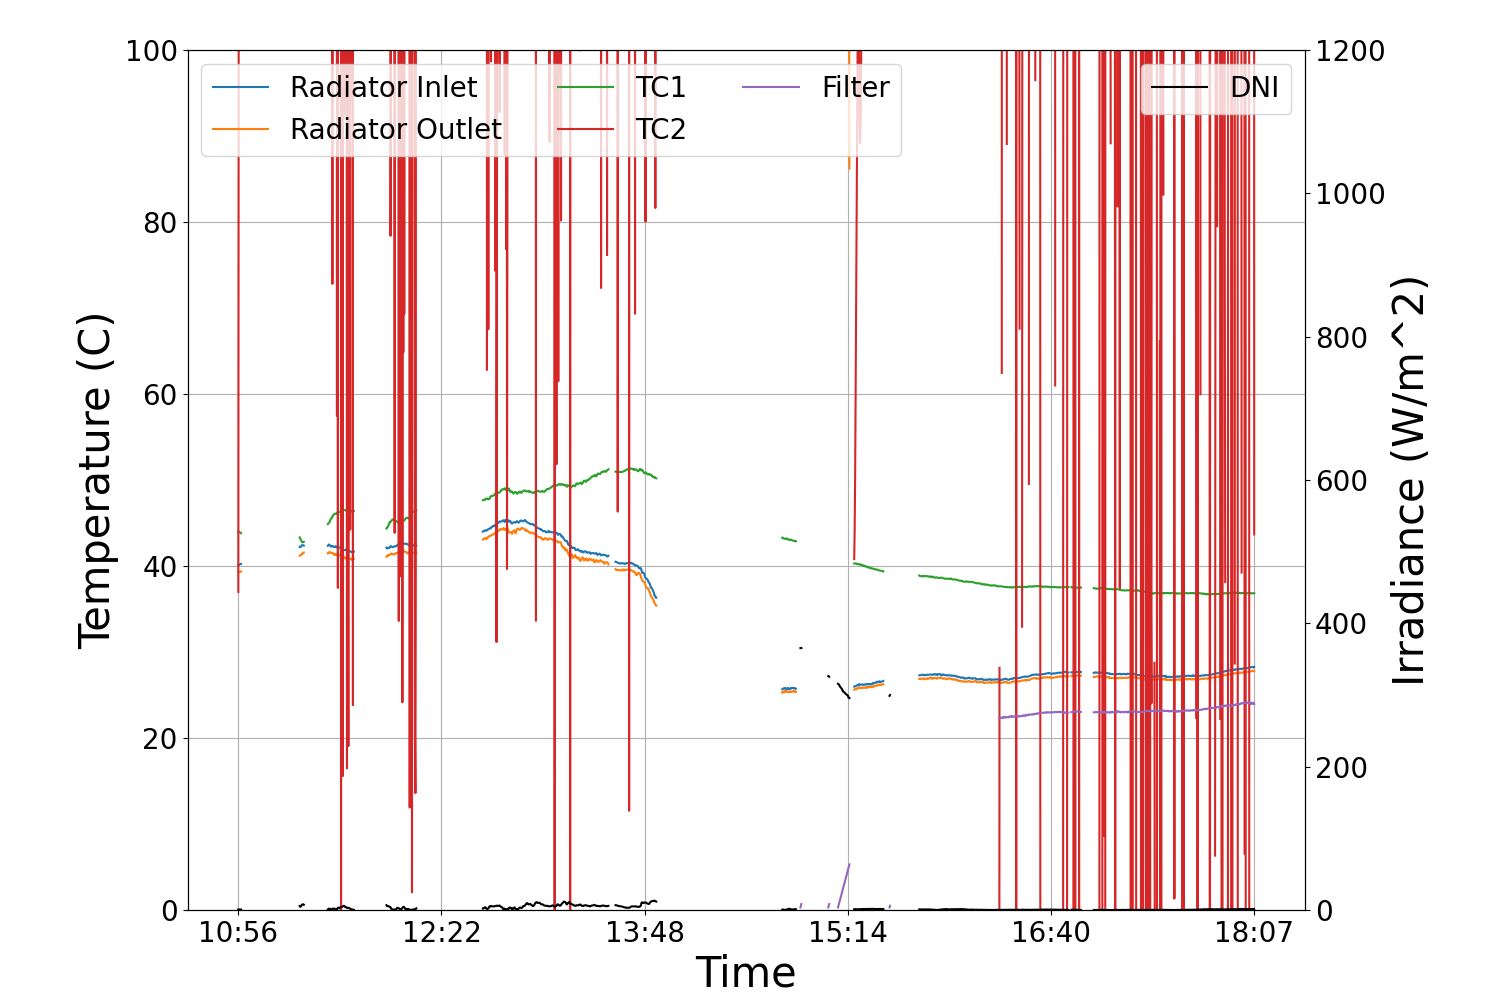 100
80
60
40
20
0
Temperature (C)
Radiator Inlet
Radiator Outlet
TC1
TC2
Filter
DNI
1200
1000
800
600
400
200
0
Irradiance (W/m^2)
10:56
12:22
13:48
15:14
16:40
18:07
Time